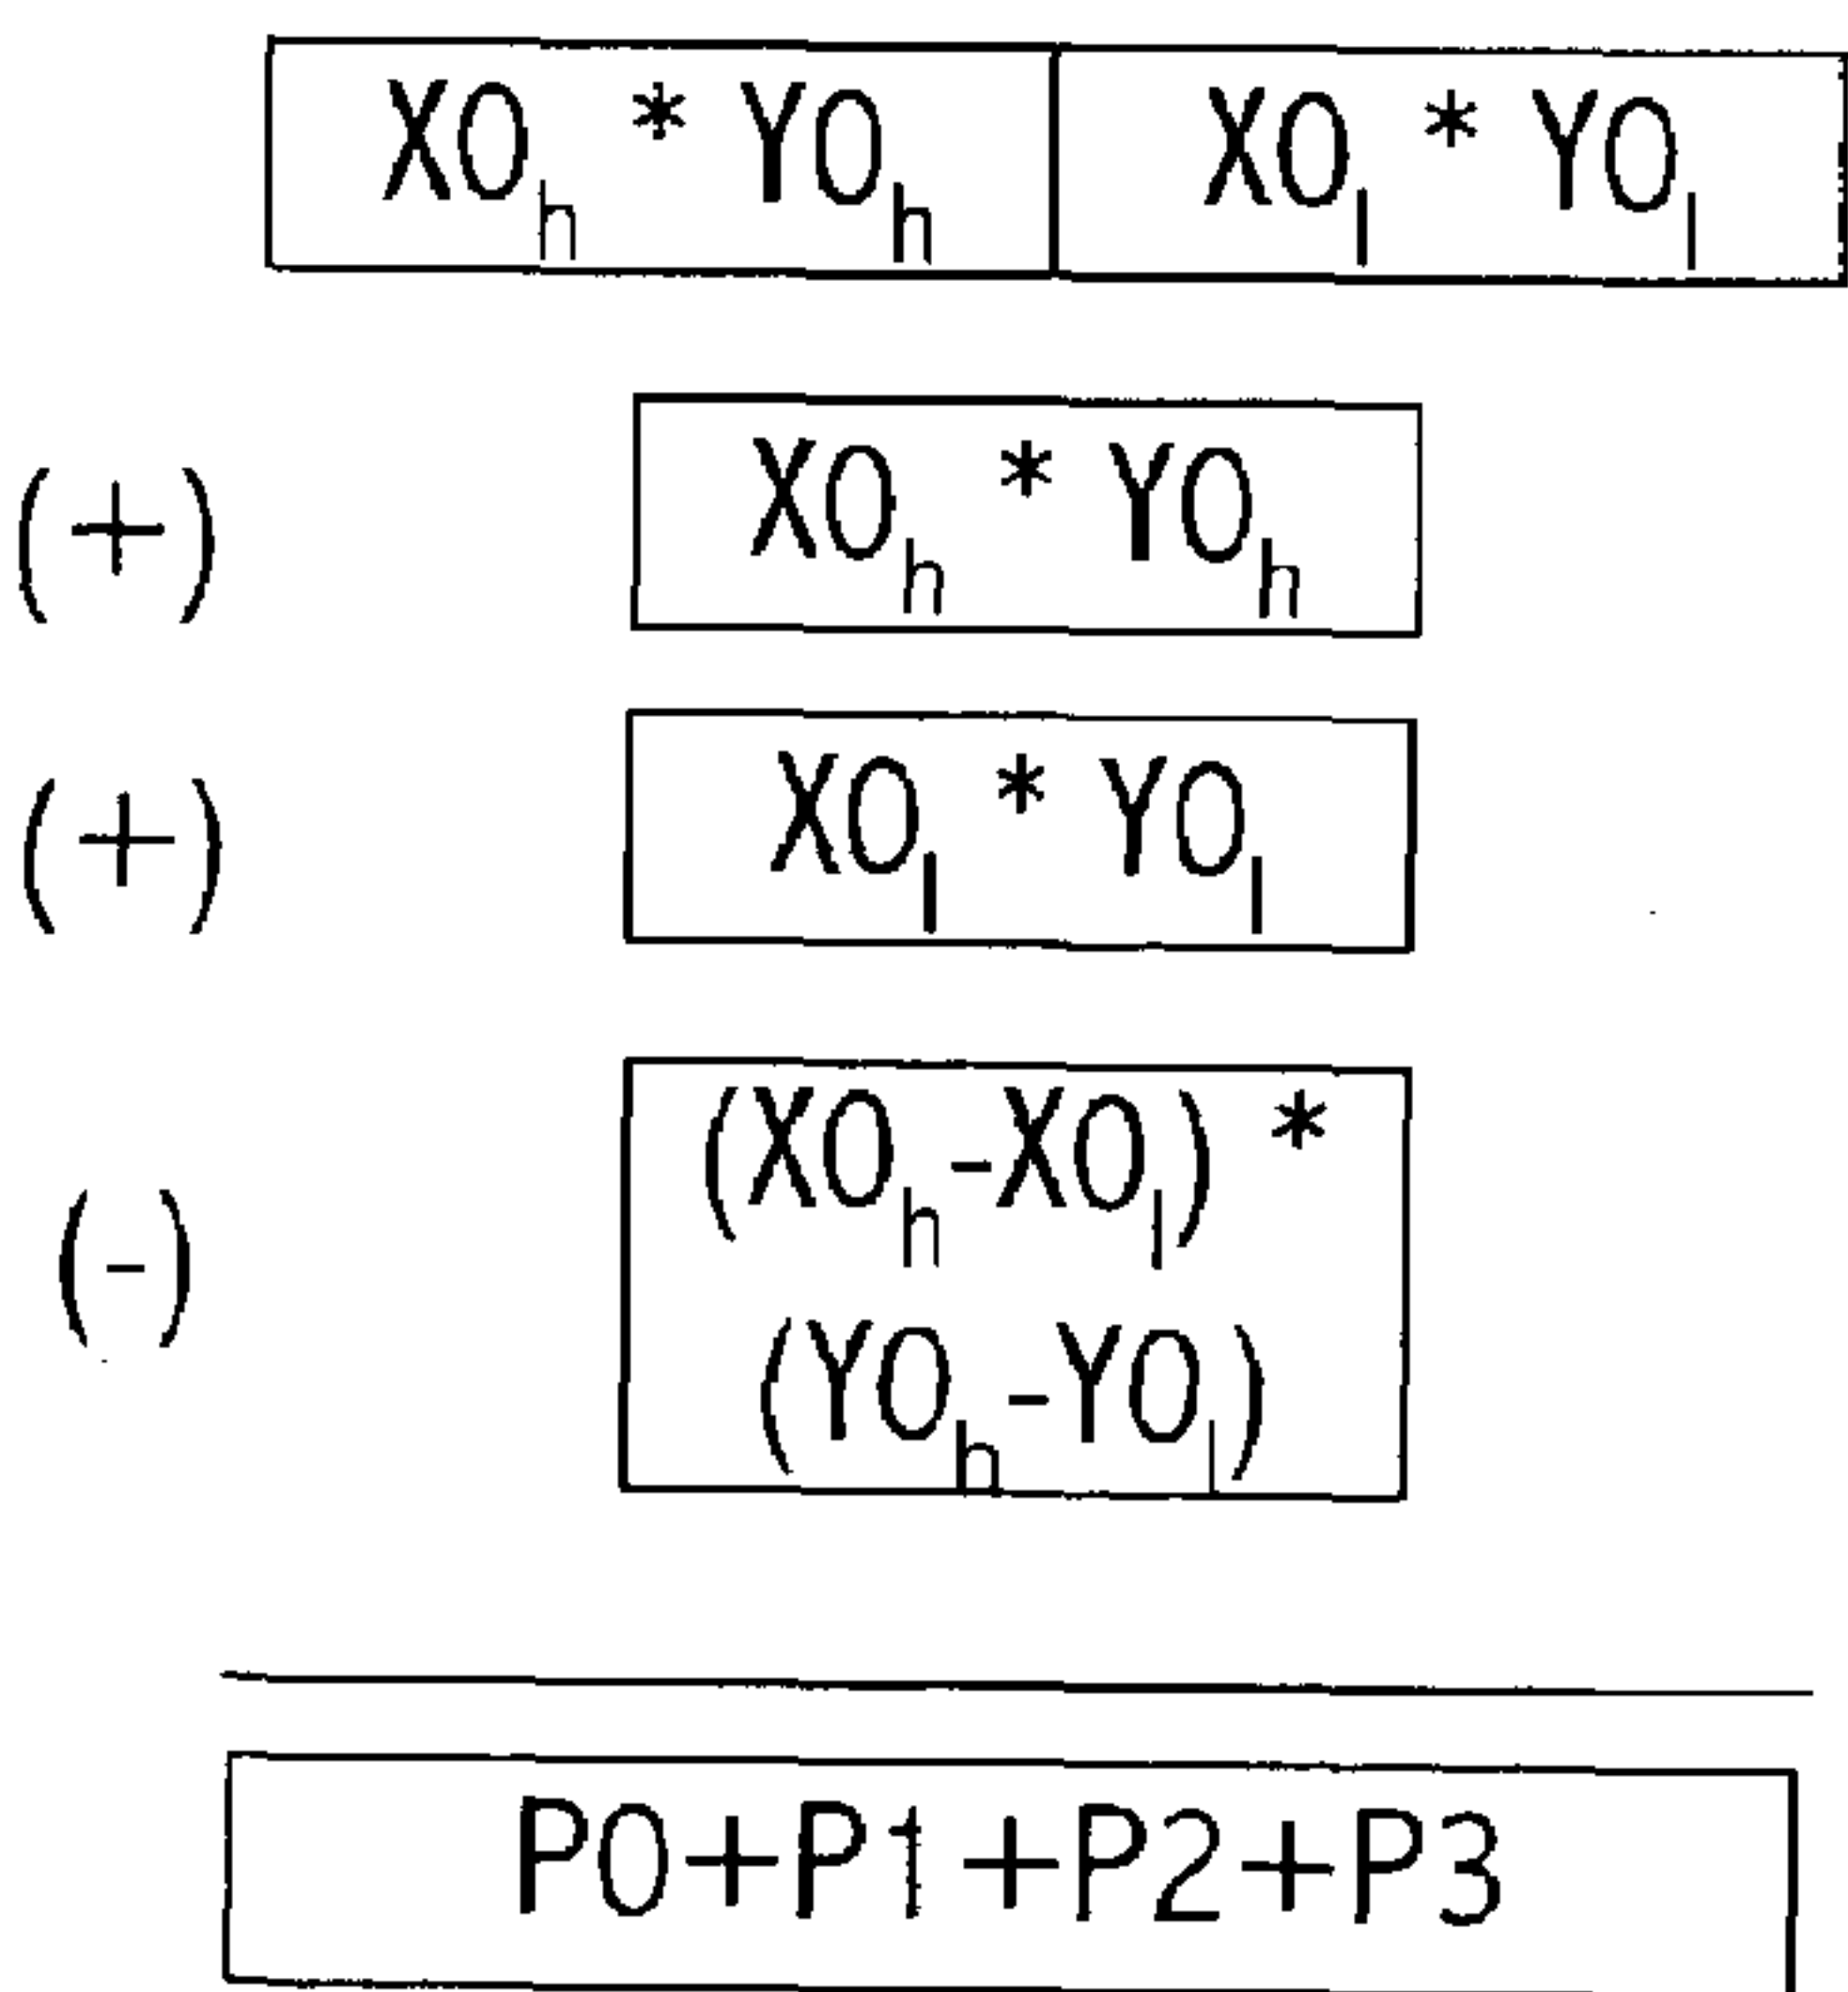 XO_h * YO_h XO_l * YO_l
(+) XO_h * YO_h
(+) XO_l * YO_l
(XO_h-XO_l) *
(-)
(YO_h-YO_l)
P0+P1+P2+P3